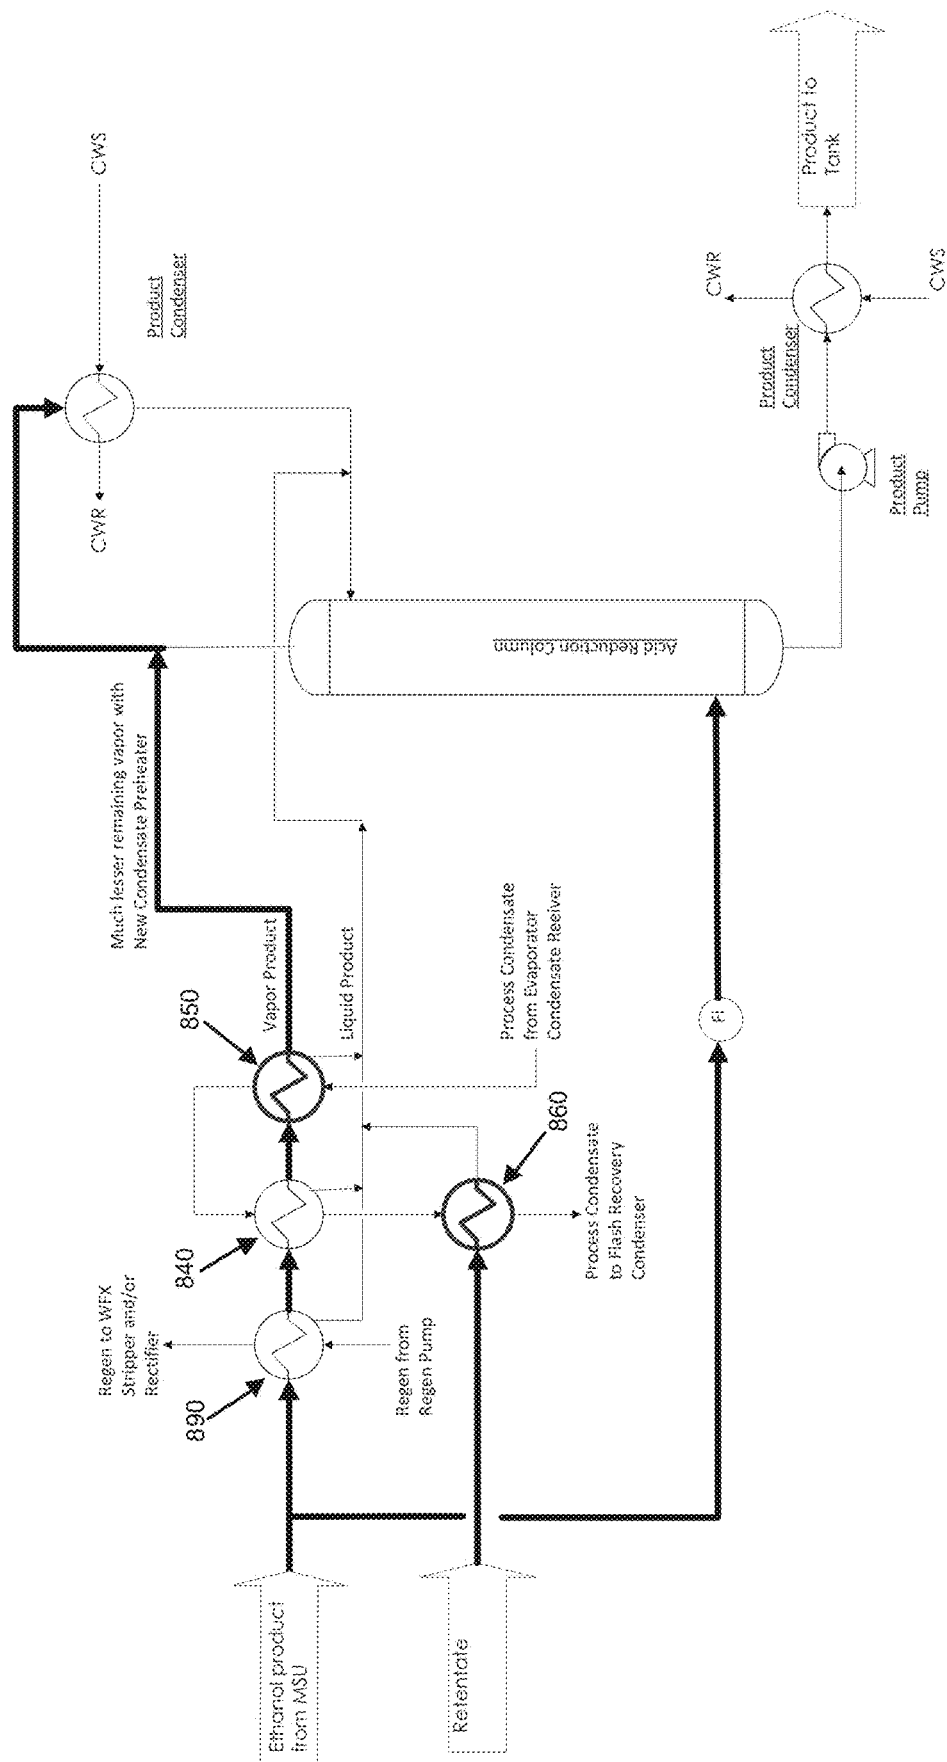 Product to
Tank
CWS
Product
Condenser
CWR
CWR
CWS
Product
Condenser
Product
Pump
Acid Reduction Column
Much lesser remaining vapor with
New Condensate Preheater
Vapor Product
Liquid Product
850
Process Condensate
from Evaporator
Condensate Reeiver
FI
860
840
Process Condensate
to Flash Recovery
Condenser
Regen to WFX
Stripper and/or
Rectifier
890
Regen from
Regen Pump
Ethanol product
from MSU
Retentate